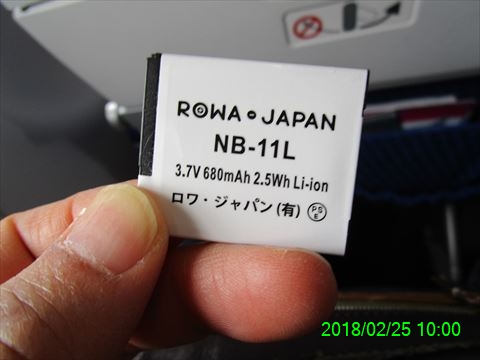 ROWA・JAPAN
NB-11L
3.7V 680mAh 2.5Wh Li-ion
ロワ・ジャパン(有) PSE
2018/02/25 10:00